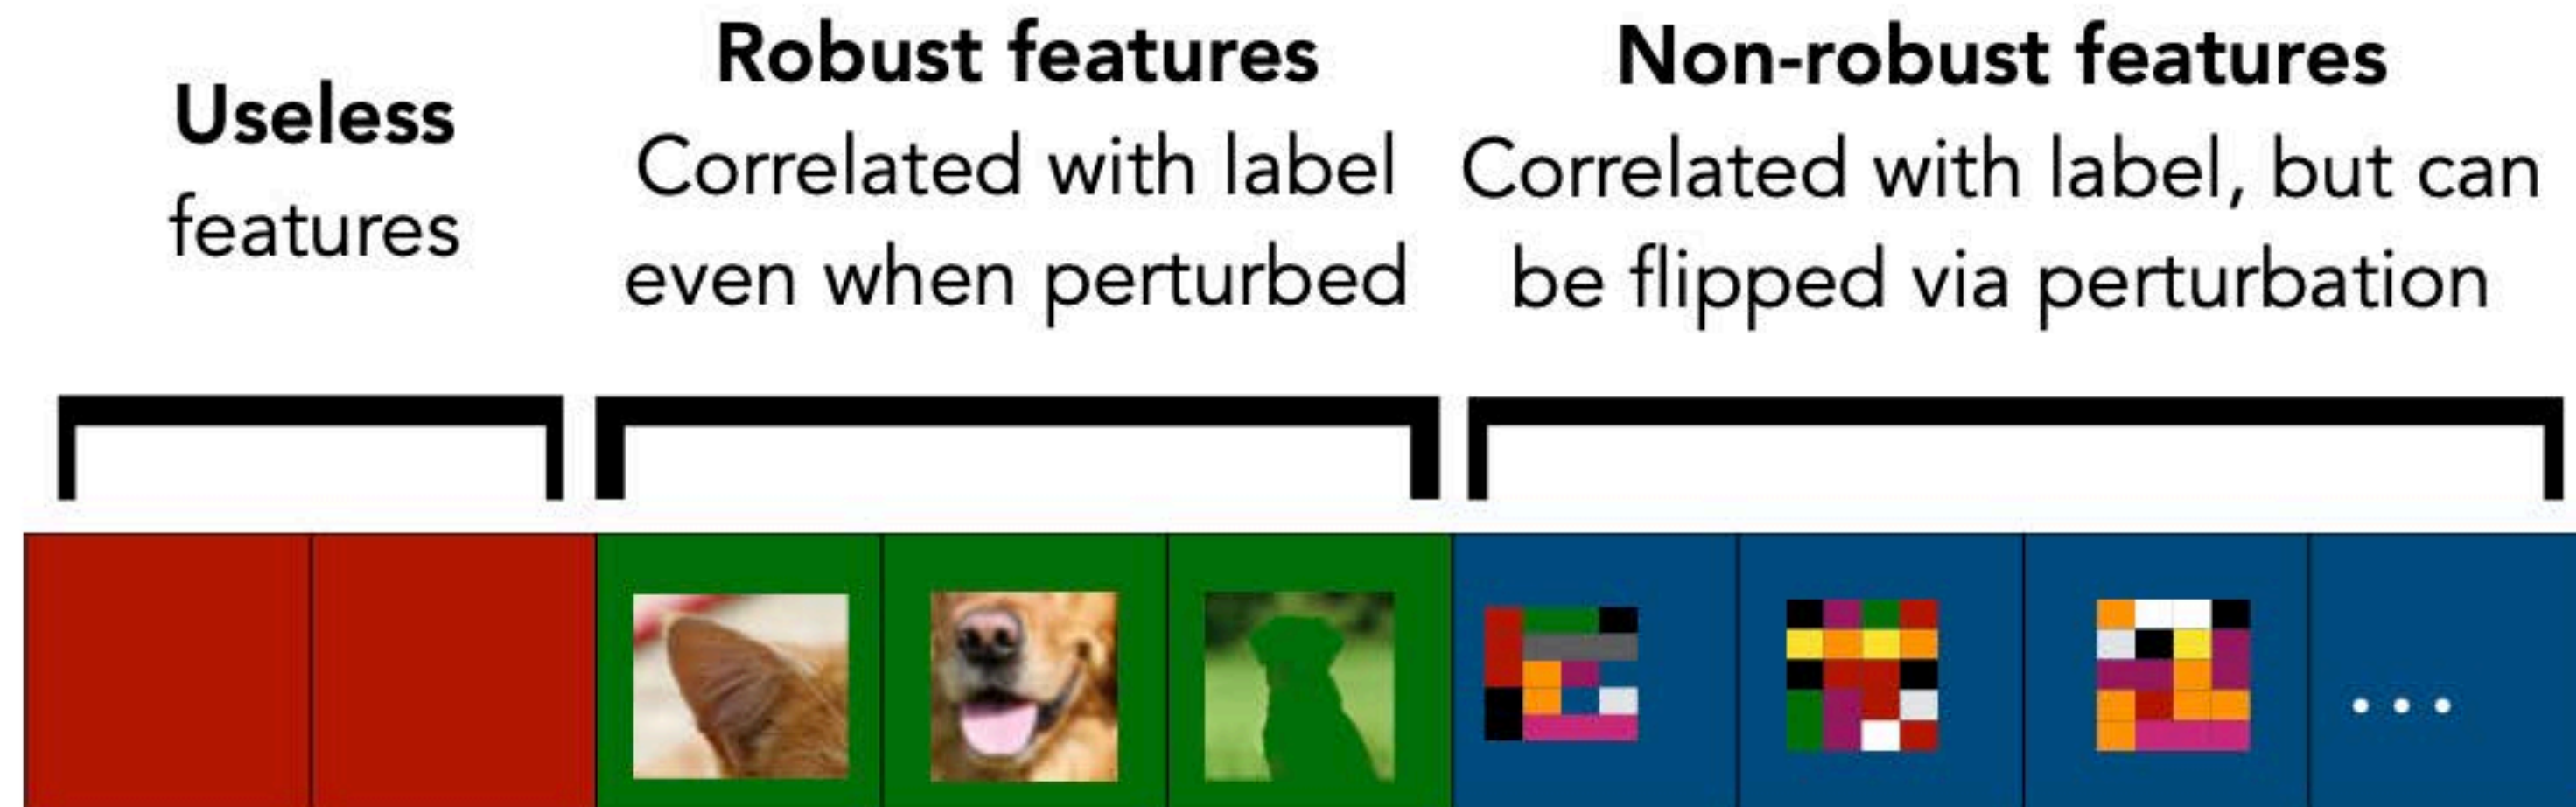 Useless
features
Robust features
Correlated with label
even when perturbed
Non-robust features
Correlated with label, but can
be flipped via perturbation
...